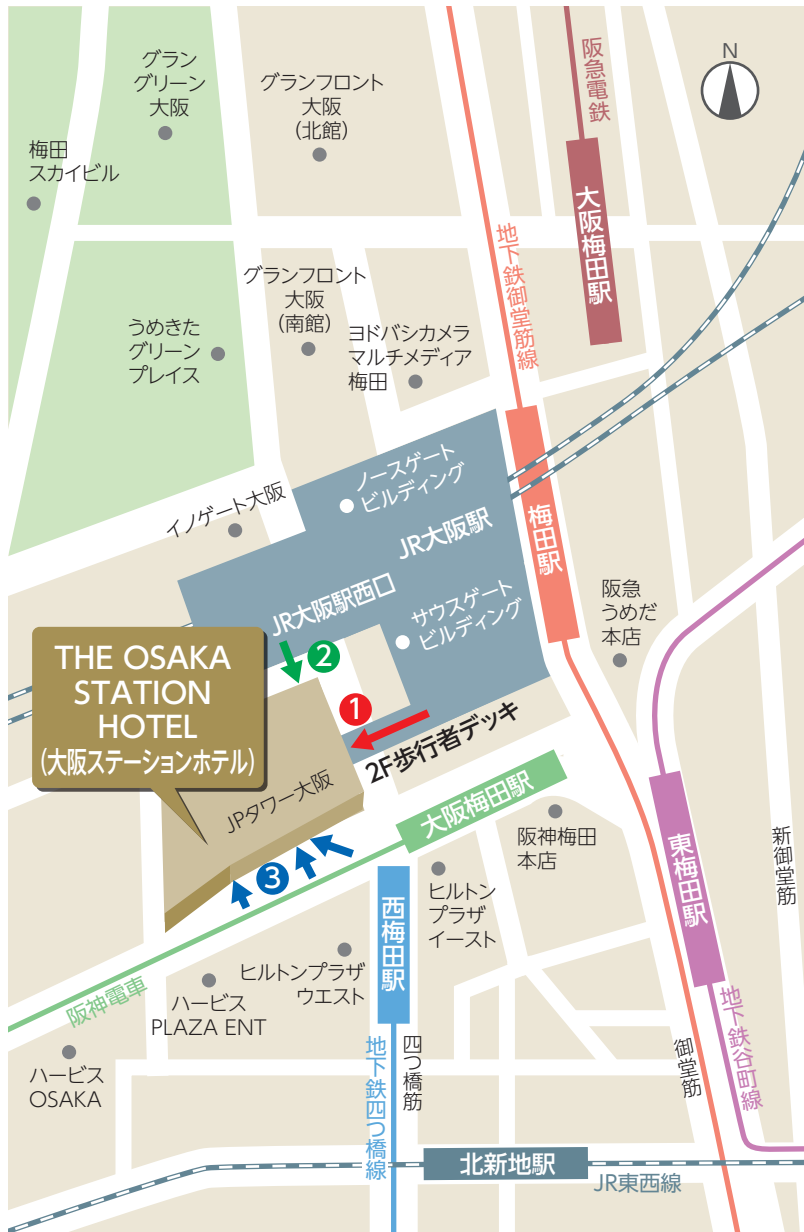 N
阪急電鉄
グラン
グリーン
大阪
グランフロント
大阪
(北館)
梅田
スカイビル
大阪梅田駅
地下鉄御堂筋線
グランフロント
大阪
(南館)
うめきた
グリーン
プレイス
ヨドバシカメラ
マルチメディア
梅田
ノースゲート
ビルディング
イノゲート大阪
JR大阪駅
梅田駅
JR大阪駅西口
サウスゲート
ビルディング
阪急
うめだ
本店
THE OSAKA
STATION
HOTEL
(大阪ステーションホテル)
2
1
2F歩行者デッキ
JPタワー大阪
大阪梅田駅
阪神梅田
本店
東梅田駅
新御堂筋
3
ヒルトン
プラザ
イースト
西梅田駅
ヒルトンプラザ
ウエスト
阪神電車
ハービス
PLAZA ENT
ハービス
OSAKA
地下鉄四つ橋線
四つ橋筋
御堂筋
地下鉄谷町線
北新地駅
JR東西線